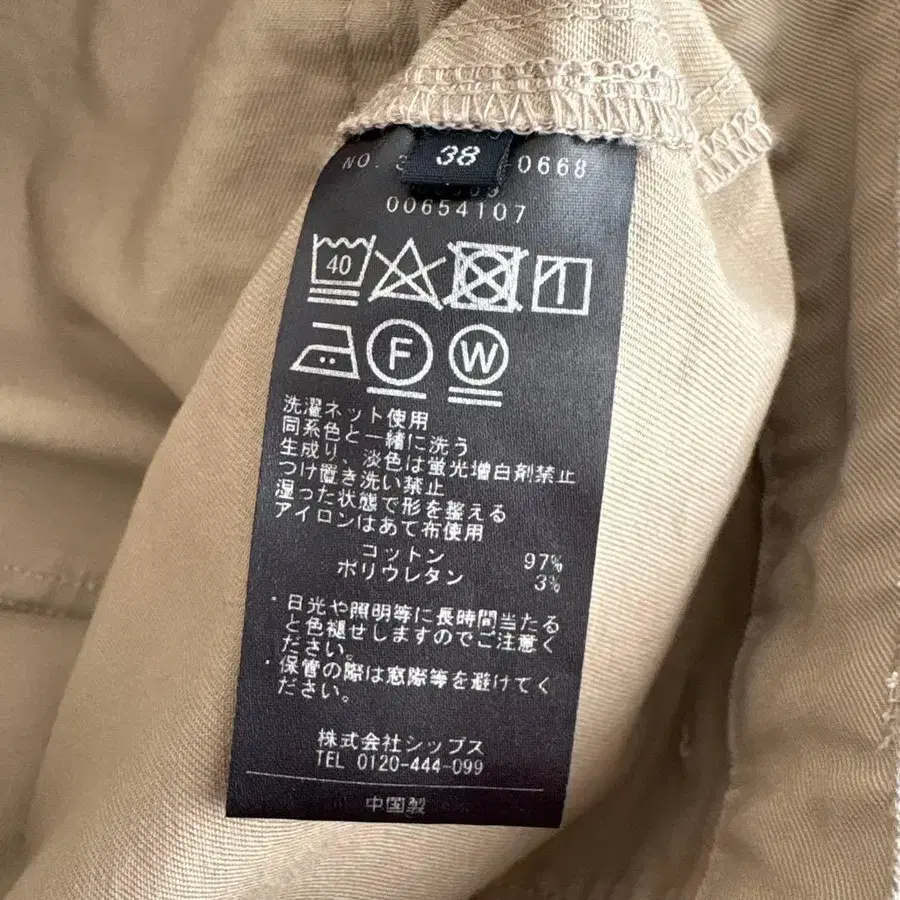 38
NO. 3 0668
00654107
40
F W
洗濯ネット使用
同系色と一緒に洗う
生成り、淡色は蛍光増白剤禁止
つけ置き洗い禁止
湿った状態で形を整える
アイロンはあて布使用
コットン 97%
ポリウレタン 3%
・日光や照明等に長時間当たる
と色褪せしますのでご注意く
ださい。
・保管の際は窓際等を避けてく
ださい。
株式会社シップス
TEL 0120-444-099
中国製